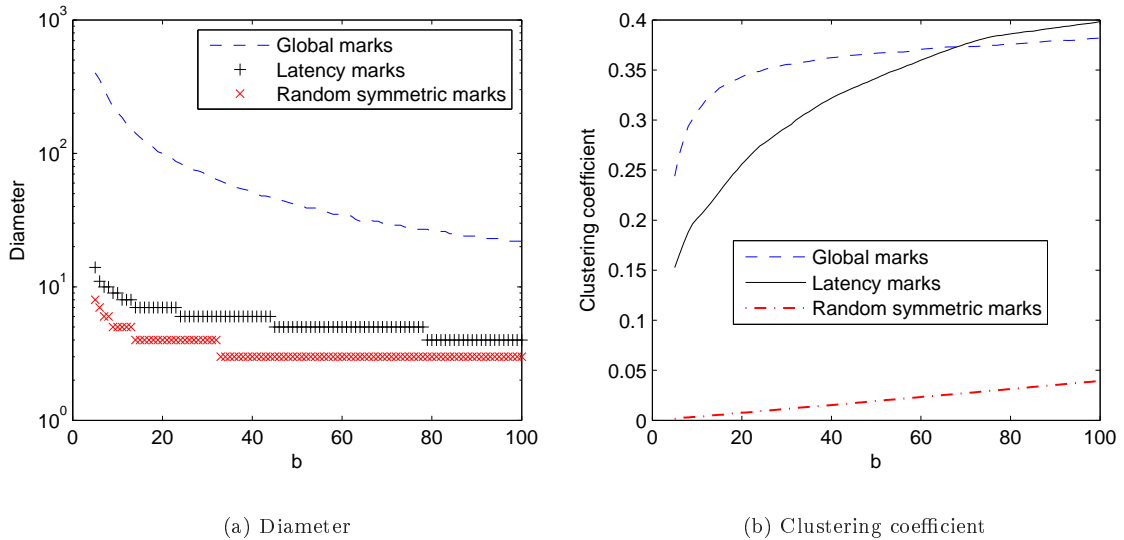 10^3
10^2
10^1
10^0
Diameter
Global marks
Latency marks
Random symmetric marks
0
20
40
60
80
100
b
(a) Diameter
0.4
0.35
0.3
0.25
0.2
0.15
0.1
0.05
0
Clustering coefficient
Global marks
Latency marks
Random symmetric marks
0
20
40
60
80
100
b
(b) Clustering coefficient